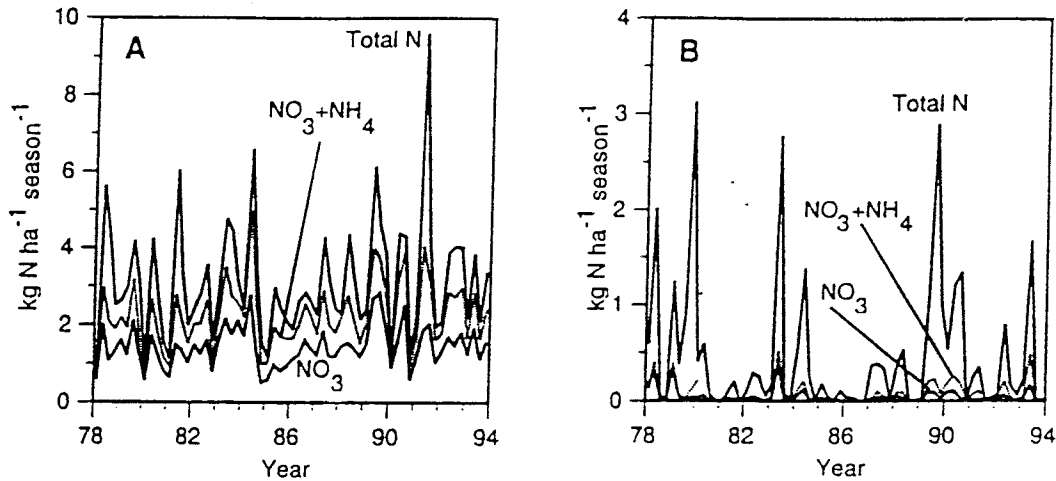 A
Total N
NO3+NH4
NO3
kg N ha-1 season-1
10
8
6
4
2
0
78
82
86
90
94
Year
B
Total N
NO3+NH4
NO3
kg N ha-1 season-1
4
3
2
1
0
78
82
86
90
94
Year